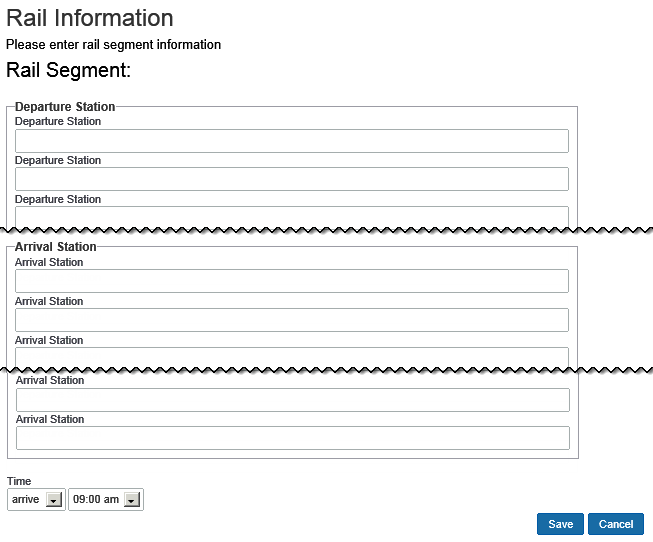 Rail Information
Please enter rail segment information
Rail Segment:
Departure Station
Departure Station
Departure Station
Departure Station
Arrival Station
Arrival Station
Arrival Station
Arrival Station
Arrival Station
Arrival Station
Time
arrive 09:00 am
Save Cancel